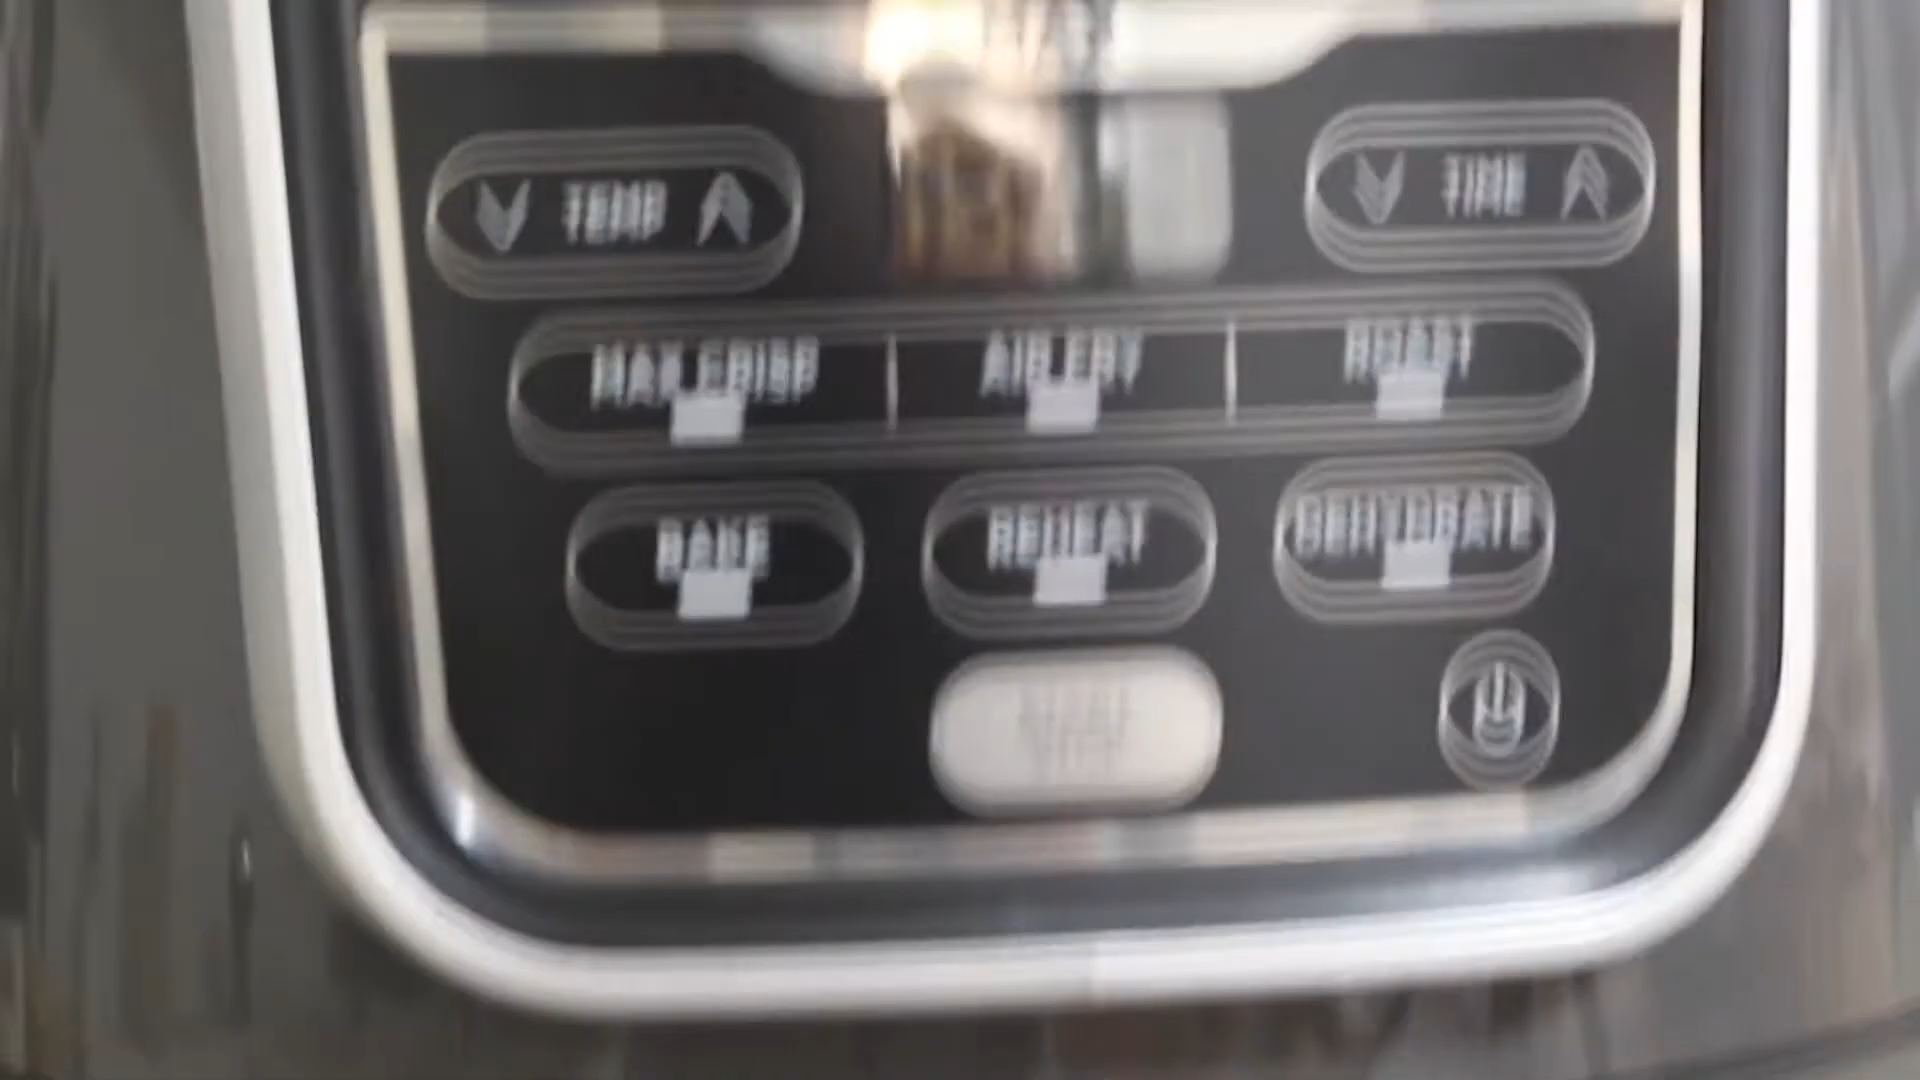 TEMP
TIME
MAX CRISP
AIR FRY
ROAST
BAKE
REHEAT
DEHYDRATE